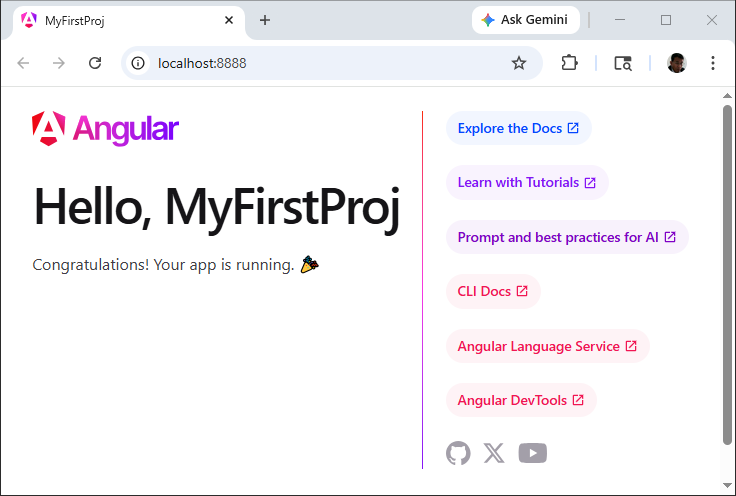 MyFirstProj
Ask Gemini
localhost:8888
Angular
Hello, MyFirstProj
Congratulations! Your app is running. 🎉
Explore the Docs
Learn with Tutorials
Prompt and best practices for AI
CLI Docs
Angular Language Service
Angular DevTools